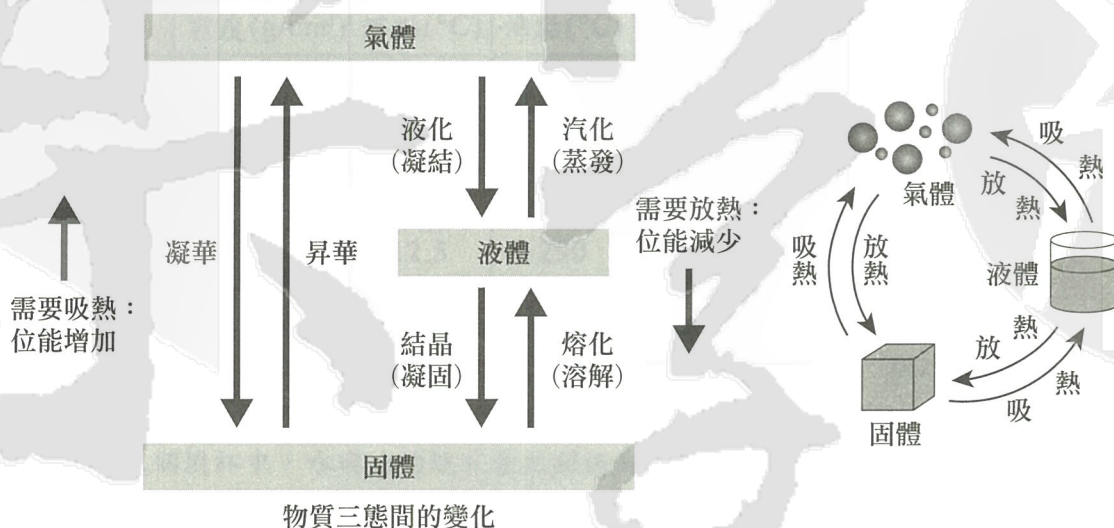 氣體
液化
(凝結)
汽化
(蒸發)
凝華
昇華
液體
結晶
(凝固)
熔化
(溶解)
固體
需要吸熱：
位能增加
需要放熱：
位能減少
物質三態間的變化
氣體
吸熱
放熱
液體
吸熱
放熱
放熱
吸熱
固體